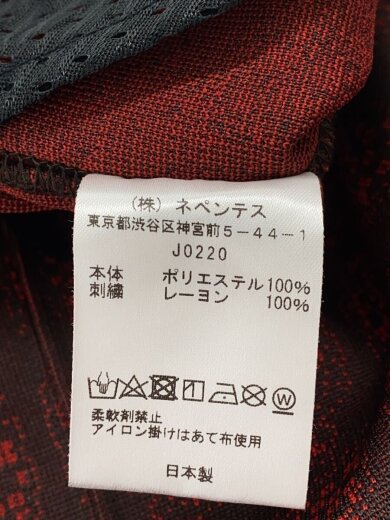 (株) ネペンテス
東京都渋谷区神宮前5-44-1
J0220
本体 ポリエステル100%
刺繍 レーヨン 100%
柔軟剤禁止
アイロン掛けはあて布使用
日本製